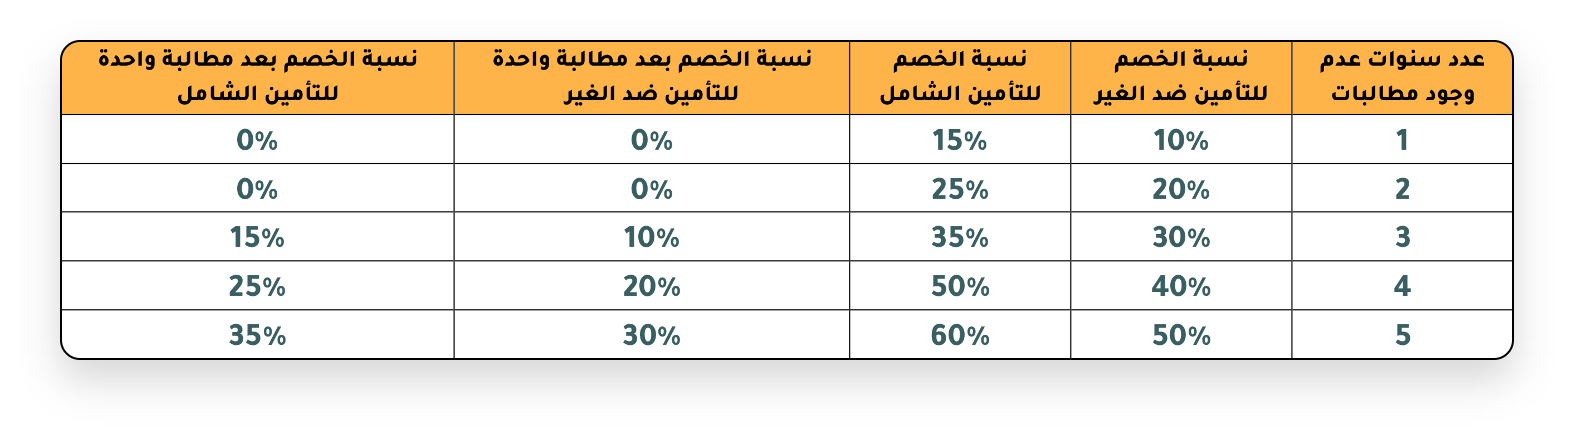 عدد سنوات عدم وجود مطالبات | نسبة الخصم للتأمين ضد الغير | نسبة الخصم للتأمين الشامل | نسبة الخصم بعد مطالبة واحدة للتأمين ضد الغير | نسبة الخصم بعد مطالبة واحدة للتأمين الشامل
1 | 10% | 15% | 0% | 0%
2 | 20% | 25% | 0% | 0%
3 | 30% | 35% | 10% | 15%
4 | 40% | 50% | 20% | 25%
5 | 50% | 60% | 30% | 35%